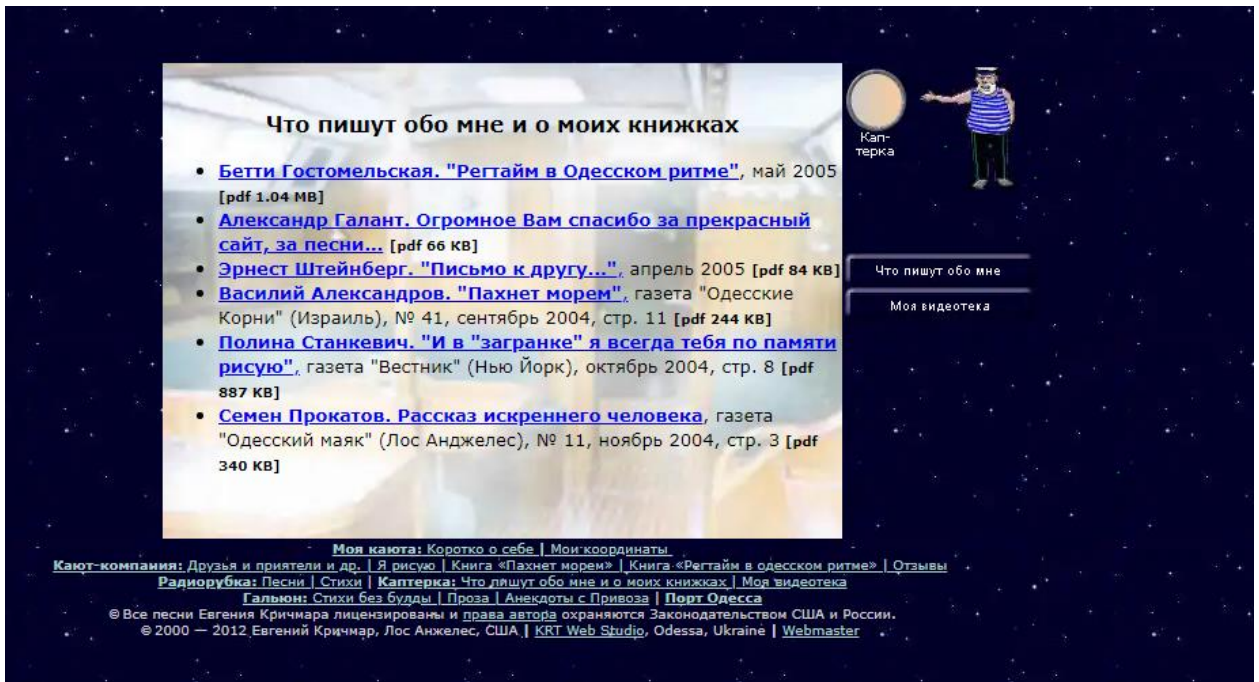 Что пишут обо мне и о моих книжках
Бетти Гостомельская. "Регтайм в Одесском ритме", май 2005
[pdf 1.04 MB]
Александр Галант. Огромное Вам спасибо за прекрасный
сайт, за песни... [pdf 66 KB]
Эрнест Штейнберг. "Письмо к другу...", апрель 2005 [pdf 84 KB]
Василий Александров. "Пахнет морем", газета "Одесские
Корни" (Израиль), № 41, сентябрь 2004, стр. 11 [pdf 244 KB]
Полина Станкевич. "И в "загранке" я всегда тебя по памяти
рисую", газета "Вестник" (Нью Йорк), октябрь 2004, стр. 8 [pdf
887 KB]
Семен Прокатов. Рассказ искреннего человека, газета
"Одесский маяк" (Лос Анджелес), № 11, ноябрь 2004, стр. 3 [pdf
340 KB]
Кап-
терка
Что пишут обо мне
Моя видеотека
Моя каюта: Коротко о себе | Мои координаты
Кают-компания: Друзья и приятели и др. | Я рисую | Книга «Пахнет морем» | Книга «Регтайм в одесском ритме» | Отзывы
Радиорубка: Песни | Стихи | Каптерка: Что пишут обо мне и о моих книжках | Моя видеотека
Гальюн: Стихи без булды | Проза | Анекдоты с Привоза | Порт Одесса
© Все песни Евгения Кричмара лицензированы и права автора охраняются Законодательством США и России.
© 2000 — 2012 Евгений Кричмар, Лос Анжелес, США | KRT Web Studio, Odessa, Ukraine | Webmaster